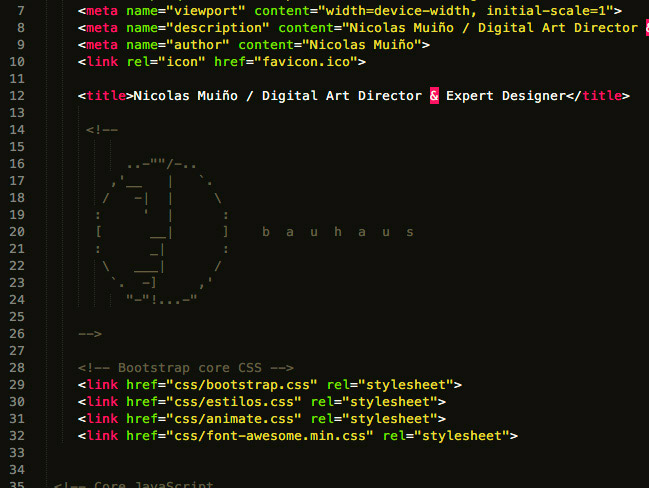 7 <meta name="viewport" content="width=device-width, initial-scale=1">
8 <meta name="description" content="Nicolas Muiño / Digital Art Director &
9 <meta name="author" content="Nicolas Muiño">
10 <link rel="icon" href="favicon.ico">
11
12 <title>Nicolas Muiño / Digital Art Director & Expert Designer</title>
13
14 <!--
15
16 ..-""/-..
17 ,'__   |   `.
18 /   -|  |     \
19 :     '  |      :
20 [      __|      ]    b a u h a u s
21 :      _|       :
22 \   ___|      /
23 `.  -]     ,'
24 "-"!...-"
25
26 -->
27
28 <!-- Bootstrap core CSS -->
29 <link href="css/bootstrap.css" rel="stylesheet">
30 <link href="css/estilos.css" rel="stylesheet">
31 <link href="css/animate.css" rel="stylesheet">
32 <link href="css/font-awesome.min.css" rel="stylesheet">
33
34
35 <!-- Core JavaScript